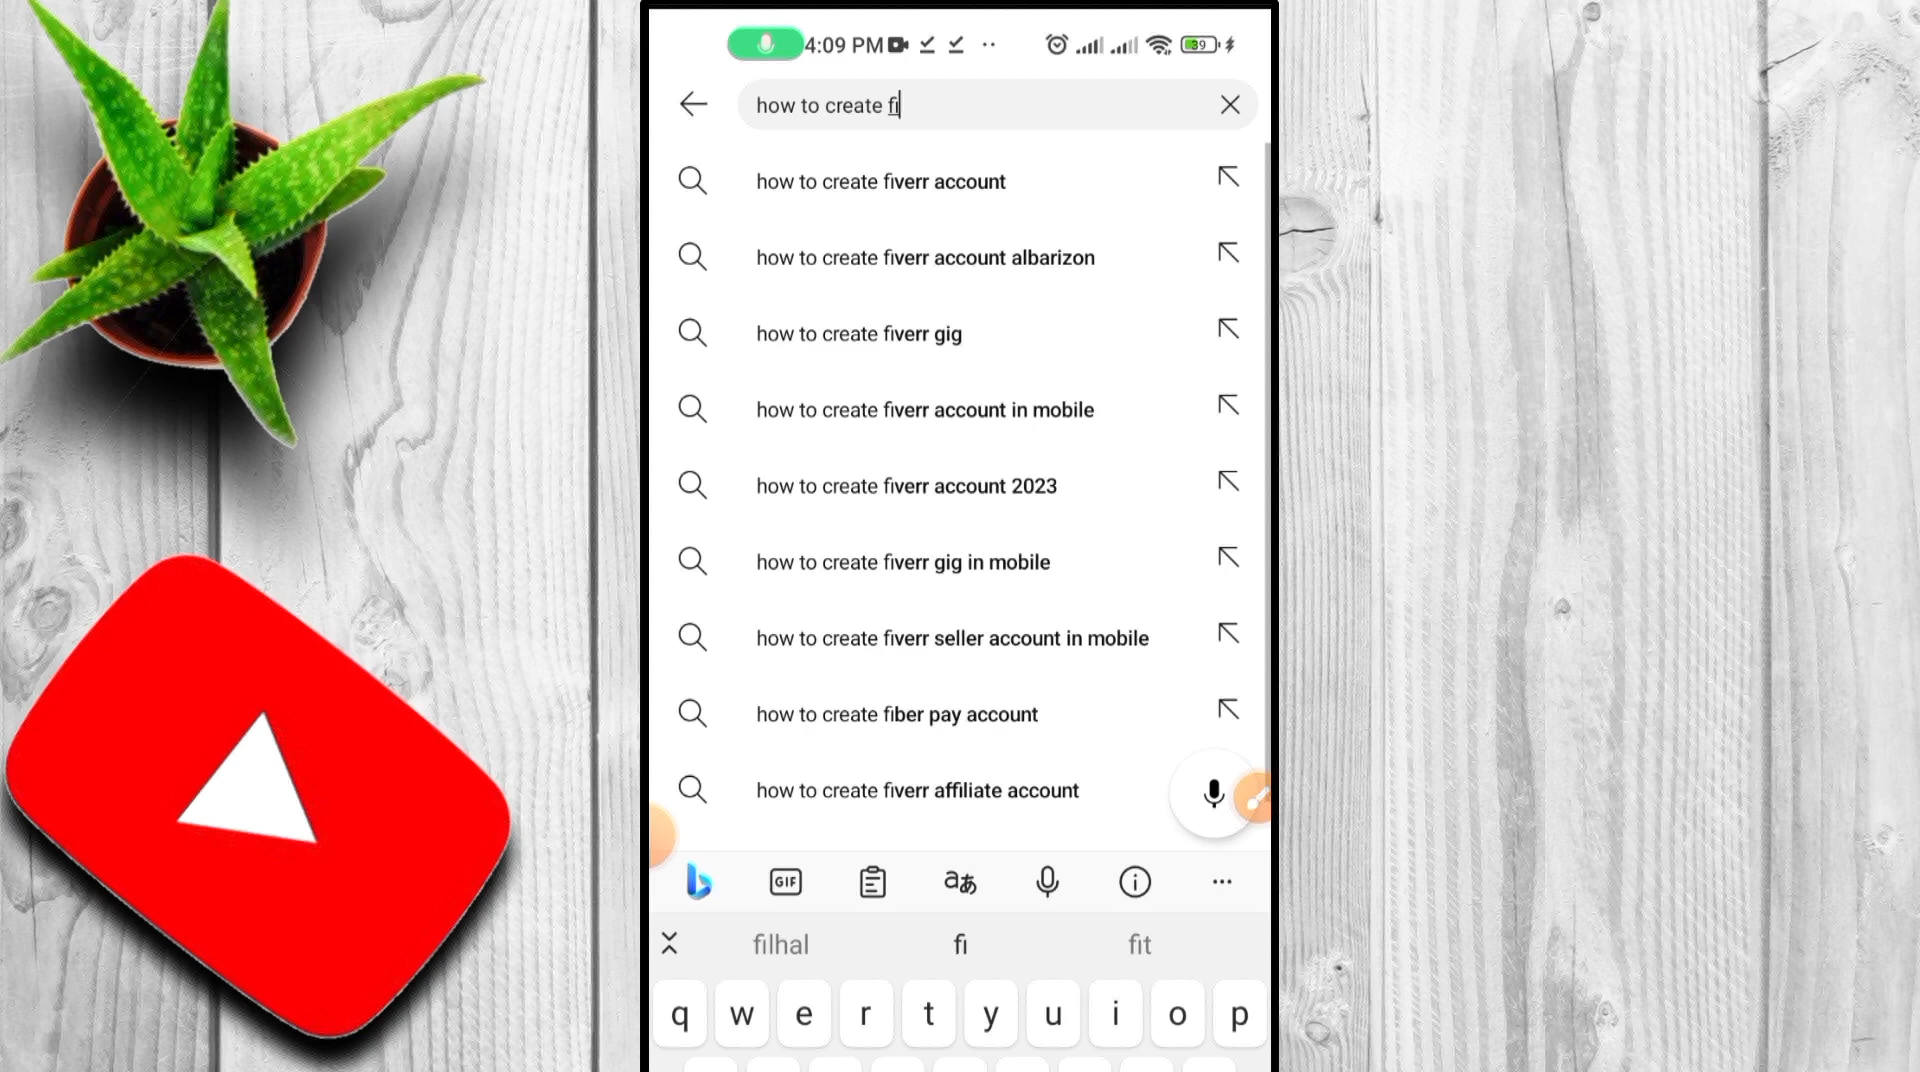 4:09 PM
39
how to create fi
how to create fiverr account
how to create fiverr account albarizon
how to create fiverr gig
how to create fiverr account in mobile
how to create fiverr account 2023
how to create fiverr gig in mobile
how to create fiverr seller account in mobile
how to create fiber pay account
how to create fiverr affiliate account
GIF
aあ
filhal fi fit
q w e r t y u i o p